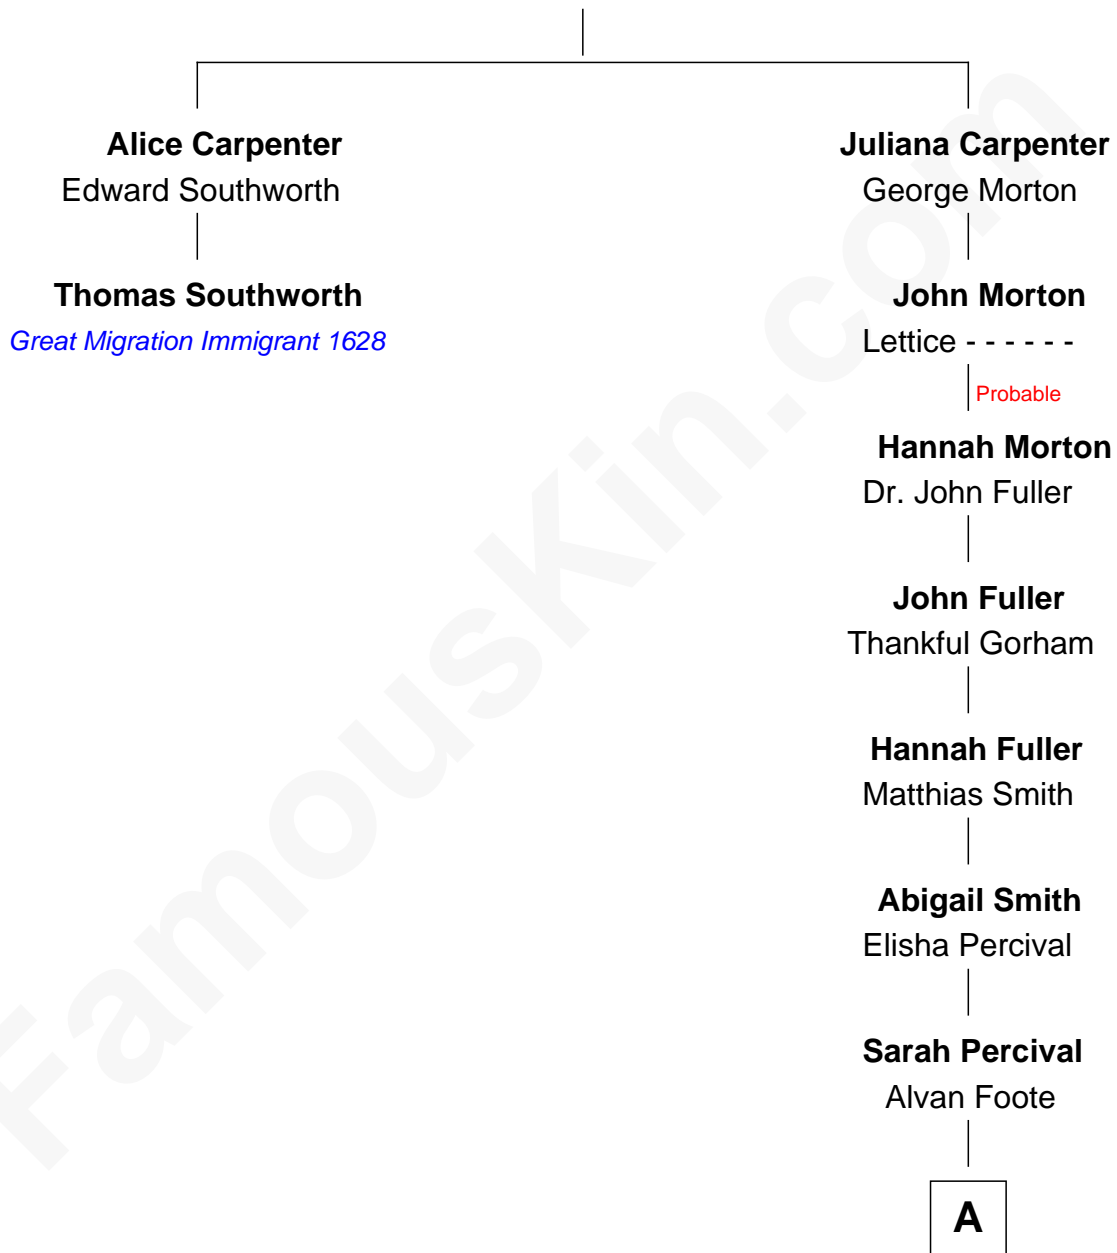 Alice Carpenter
Edward Southworth
Thomas Southworth
Great Migration Immigrant 1628
Juliana Carpenter
George Morton
John Morton
Lettice - - - - - -
Probable
Hannah Morton
Dr. John Fuller
John Fuller
Thankful Gorham
Hannah Fuller
Matthias Smith
Abigail Smith
Elisha Percival
Sarah Percival
Alvan Foote
A
FamousKin.com